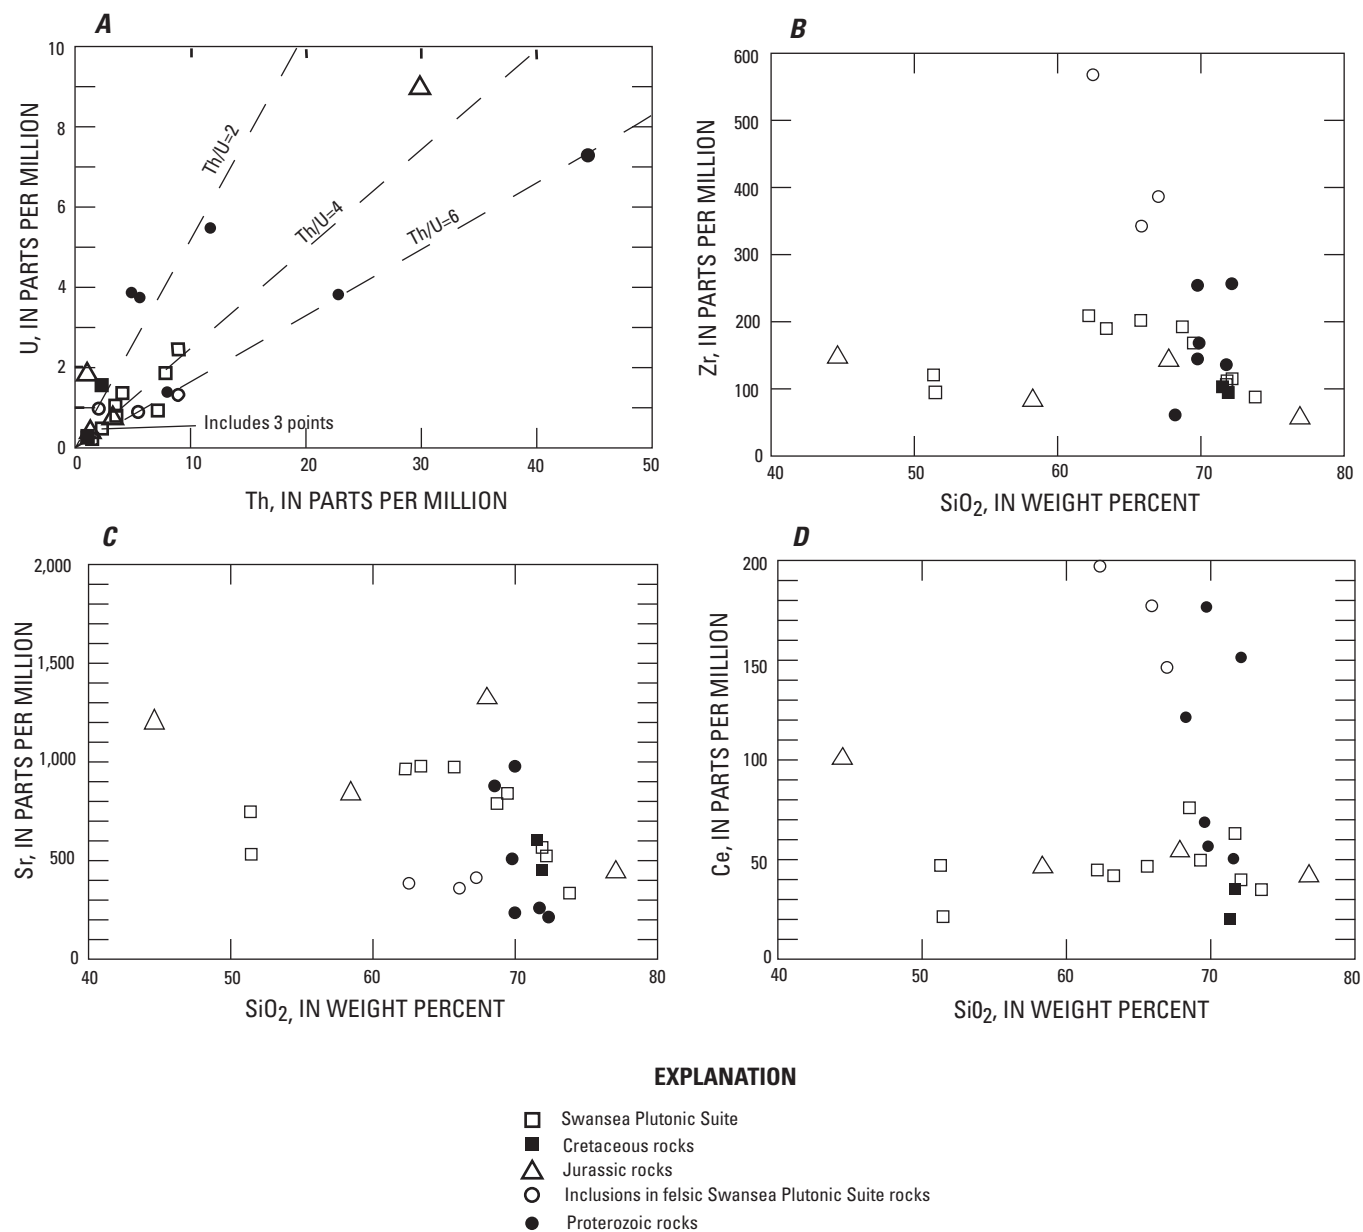 A
U, IN PARTS PER MILLION
10
8
6
4
2
0
Th/U=2
Th/U=4
Th/U=6
Includes 3 points
0
10
20
30
40
50
Th, IN PARTS PER MILLION
B
Zr, IN PARTS PER MILLION
600
500
400
300
200
100
0
40
50
60
70
80
SiO2, IN WEIGHT PERCENT
C
Sr, IN PARTS PER MILLION
2,000
1,500
1,000
500
0
40
50
60
70
80
SiO2, IN WEIGHT PERCENT
D
Ce, IN PARTS PER MILLION
200
150
100
50
0
40
50
60
70
80
Si02, IN WEIGHT PERCENT
EXPLANATION
Swansea Plutonic Suite
Cretaceous rocks
Jurassic rocks
Inclusions in felsic Swansea Plutonic Suite rocks
Proterozoic rocks